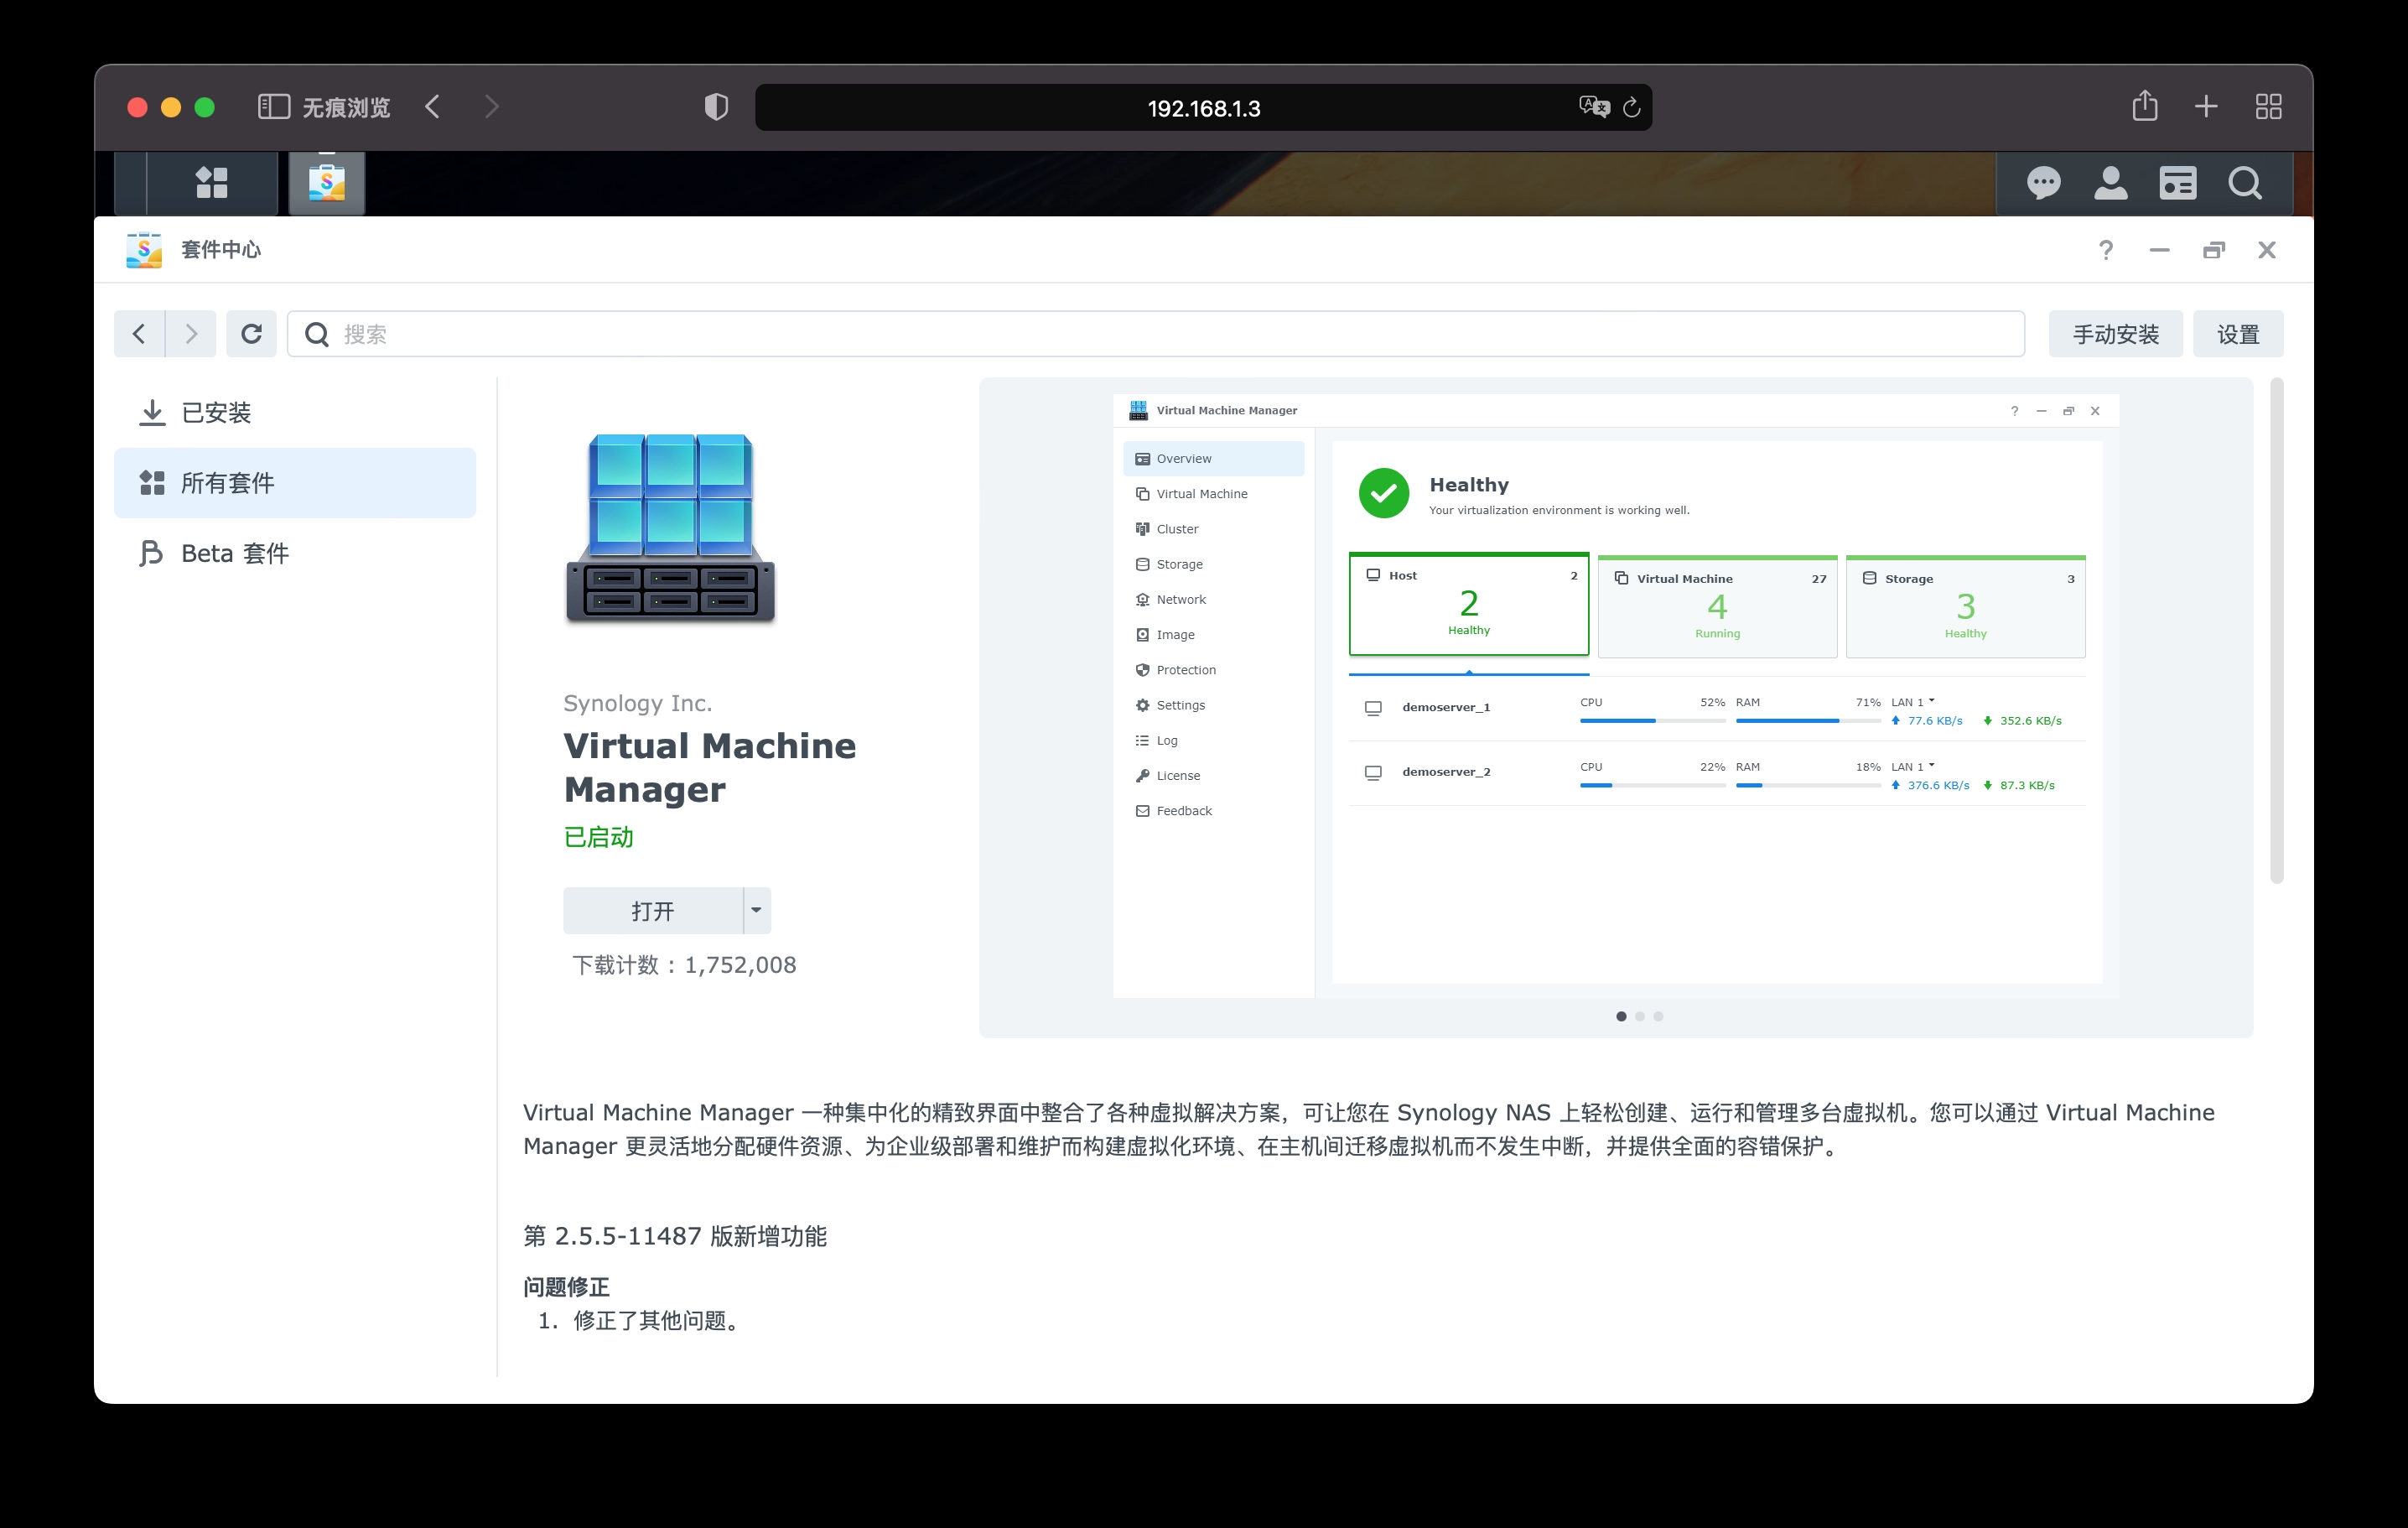 无痕浏览
192.168.1.3
套件中心
搜索
手动安装
设置
已安装
所有套件
Beta 套件
Synology Inc.
Virtual Machine
Manager
已启动
打开
下载计数：1,752,008
Virtual Machine Manager
Overview
Virtual Machine
Cluster
Storage
Network
Image
Protection
Settings
Log
License
Feedback
Healthy
Your virtualization environment is working well.
Host 2
2
Healthy
Virtual Machine 27
4
Running
Storage 3
3
Healthy
demoserver_1 CPU 52% RAM 71% LAN 1
77.6 KB/s 352.6 KB/s
demoserver_2 CPU 22% RAM 18% LAN 1
376.6 KB/s 87.3 KB/s
Virtual Machine Manager 一种集中化的精致界面中整合了各种虚拟解决方案，可让您在 Synology NAS 上轻松创建、运行和管理多台虚拟机。您可以通过 Virtual Machine
Manager 更灵活地分配硬件资源、为企业级部署和维护而构建虚拟化环境、在主机间迁移虚拟机而不发生中断，并提供全面的容错保护。
第 2.5.5-11487 版新增功能
问题修正
1. 修正了其他问题。